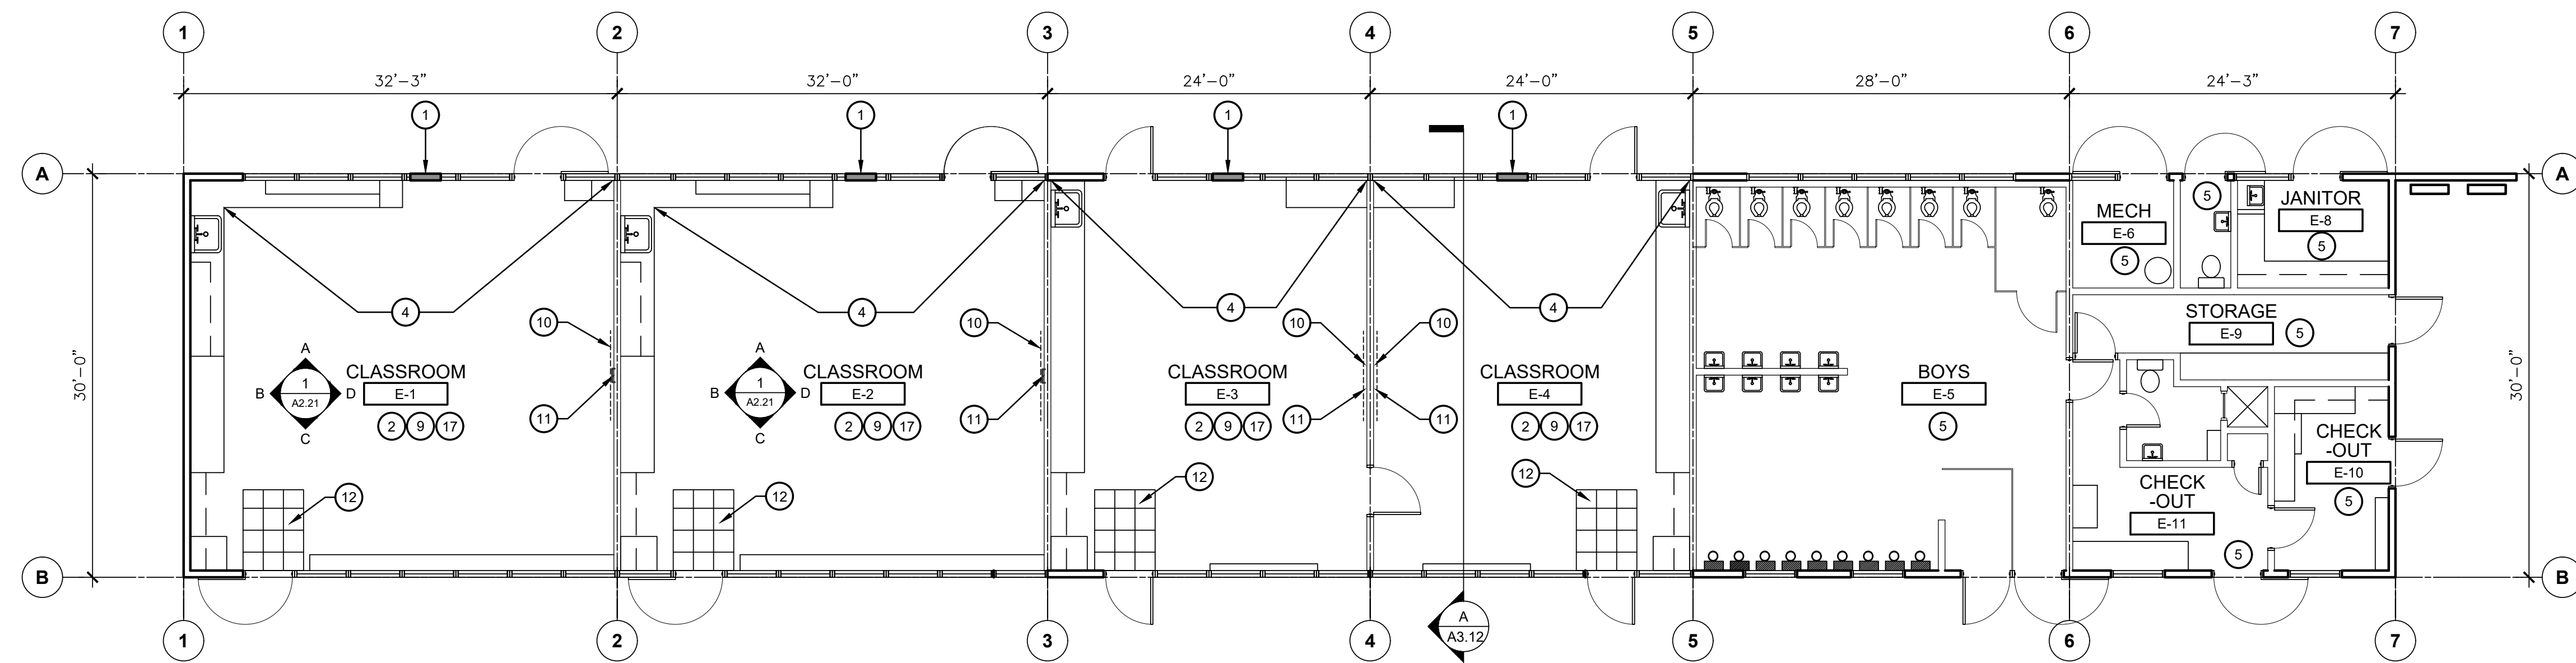 1 2 3 4 5 6 7
32'-3" 32'-0" 24'-0" 24'-0" 28'-0" 24'-3"
1 1 1 1
A A
5
JANITOR
E-8
5
MECH
E-6
5
4 4 4 4
10 10 10 10
STORAGE
E-9 5
30'-0" 30'-0"
A
B 1 D
A2.21
C
CLASSROOM
E-1
2 9 17
11
A
B 1 D
A2.21
C
CLASSROOM
E-2
2 9 17
11
CLASSROOM
E-3
2 9 17
11
11
CLASSROOM
E-4
2 9 17
BOYS
E-5
5
CHECK
-OUT
E-10
5
CHECK
-OUT
E-11
5
12 12 12 12
B B
A
A3.12
1 2 3 4 5 6 7